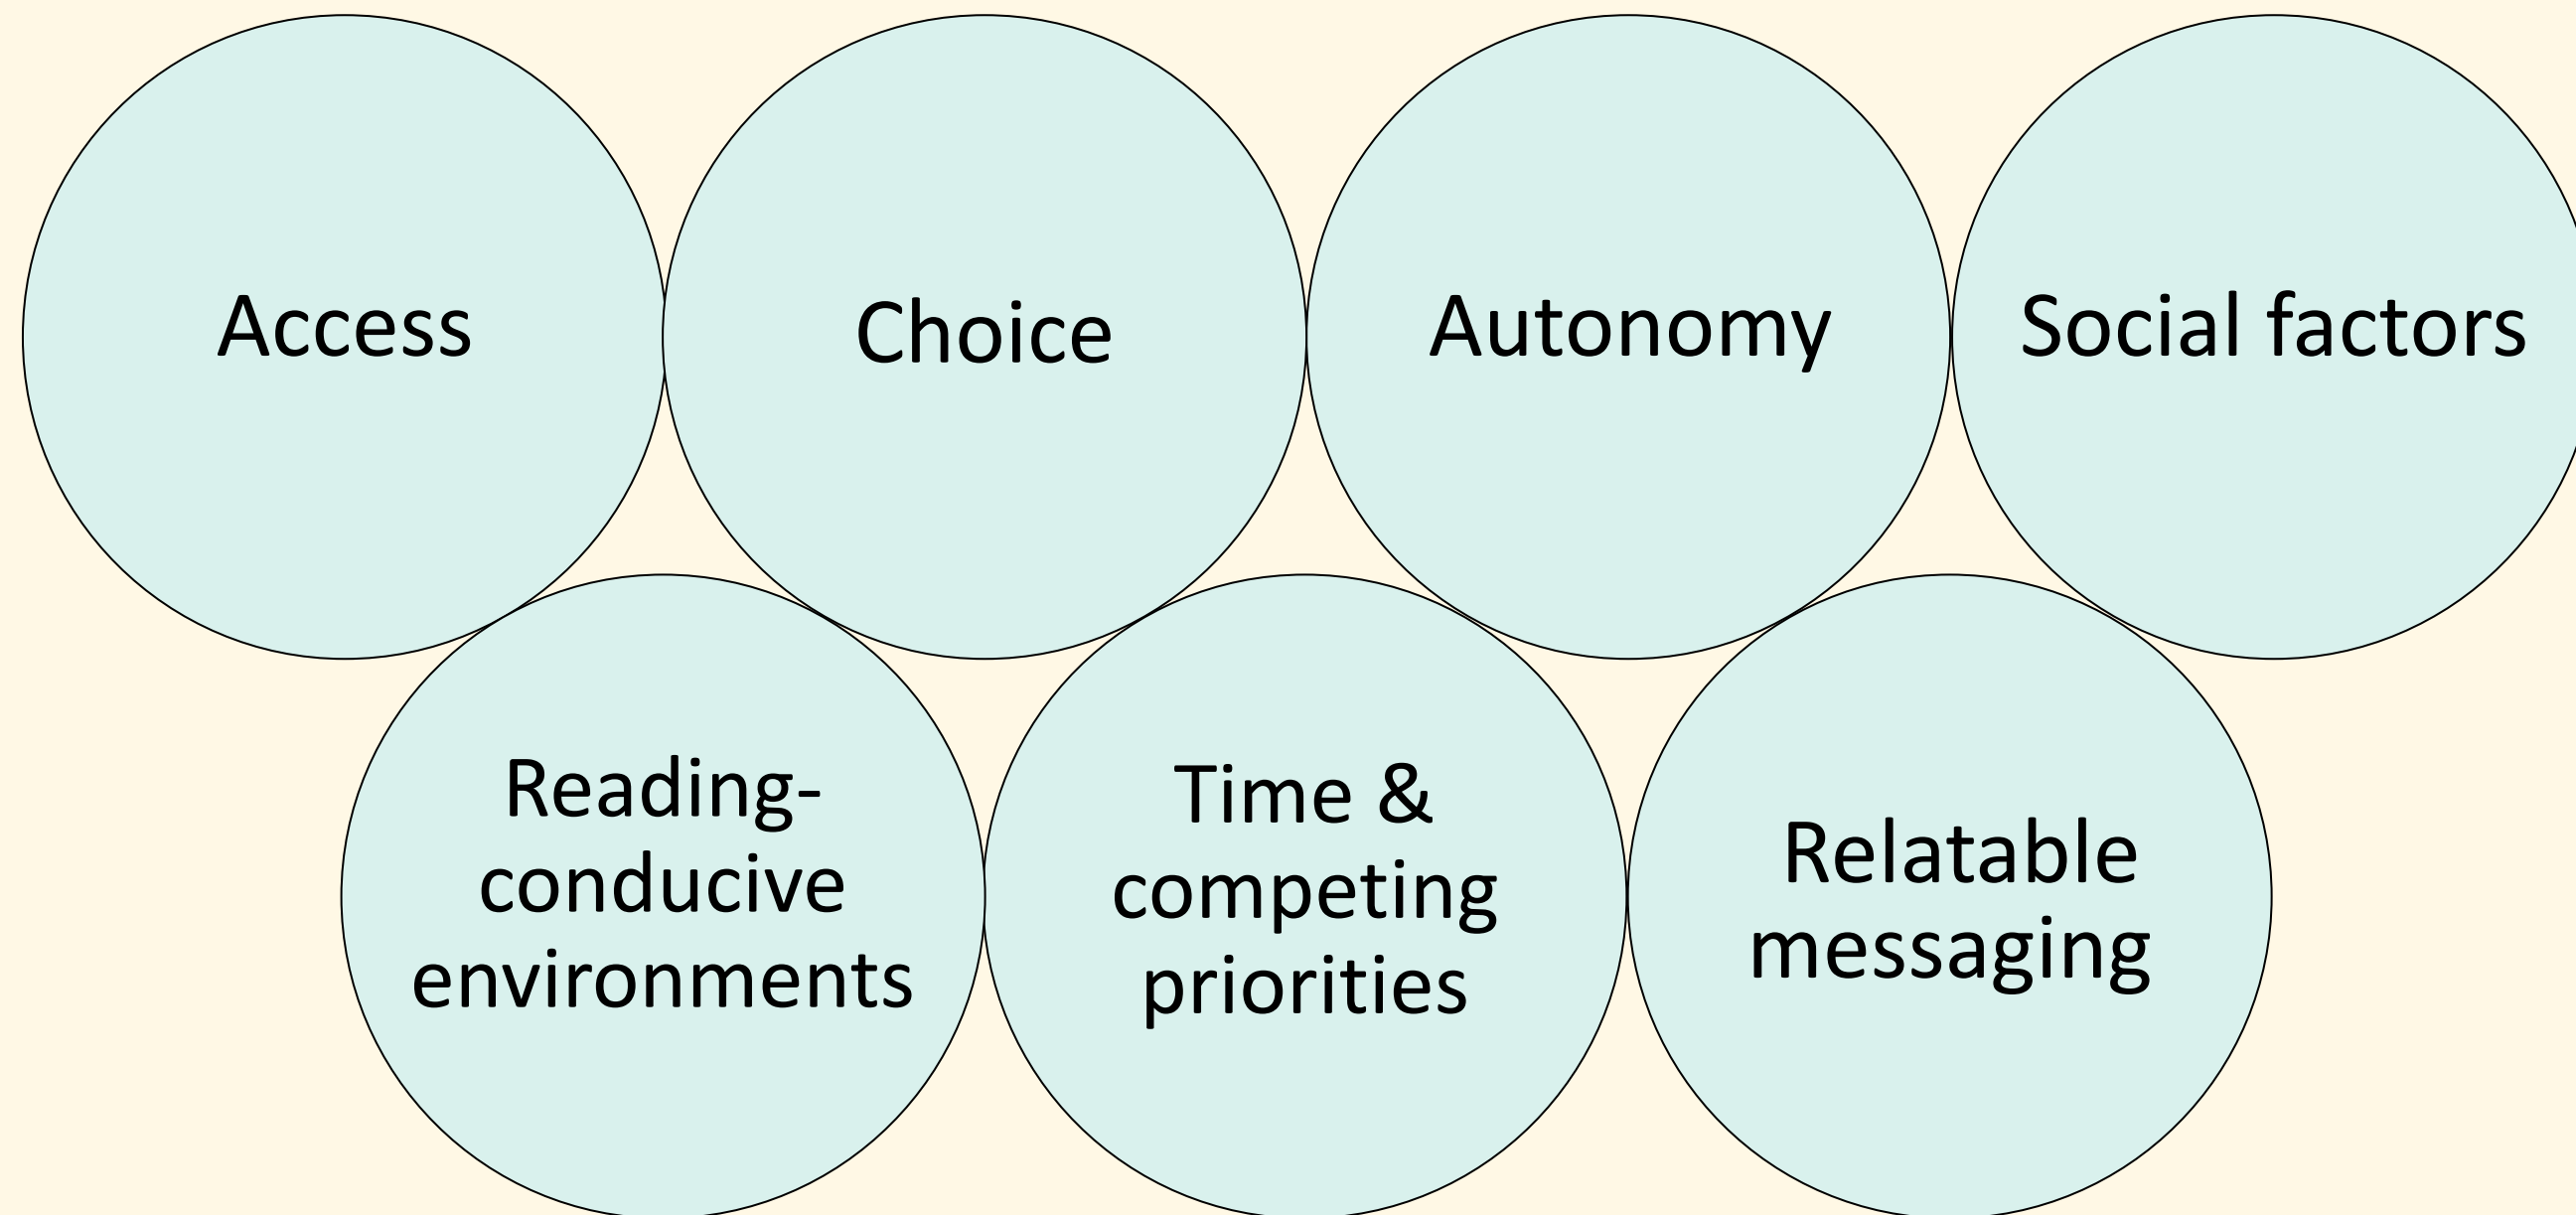 Access
Choice
Autonomy
Social factors
Reading-
conducive
environments
Time &
competing
priorities
Relatable
messaging